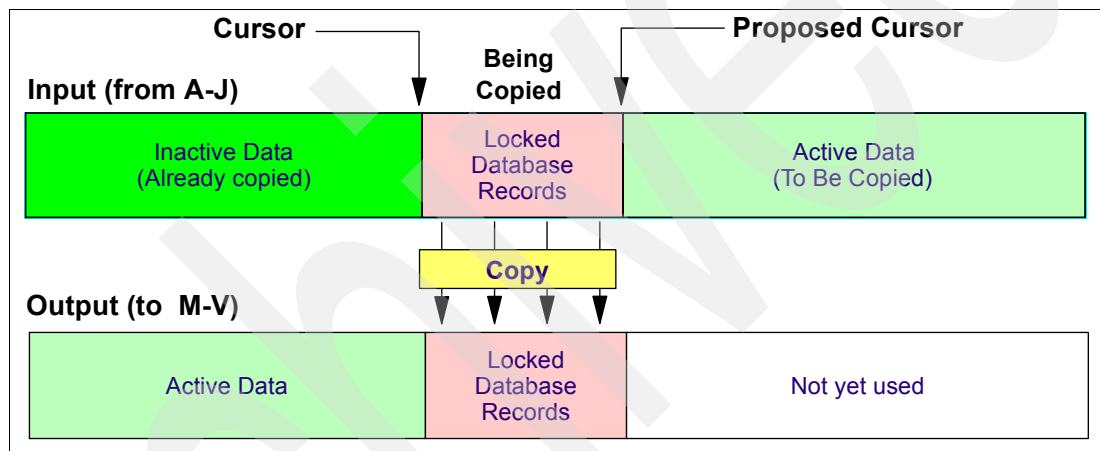 Cursor
Proposed Cursor
Being
Copied
Input (from A-J)
Inactive Data
(Already copied)
Locked
Database
Records
Active Data
(To Be Copied)
Copy
Output (to M-V)
Active Data
Locked
Database
Records
Not yet used